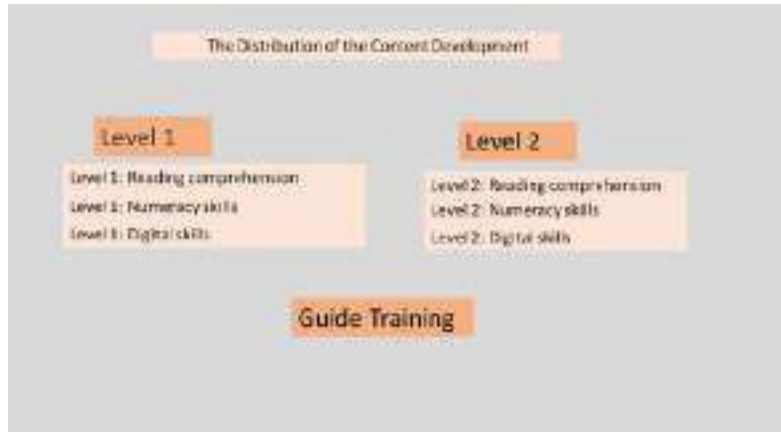 The Distribution of the Content Development
Level 1
Level 1: Reading comprehension
Level 1: Numeracy skills
Level 1: Digital skills
Level 2
Level 2: Reading comprehension
Level 2: Numeracy skills
Level 2: Digital skills
Guide Training